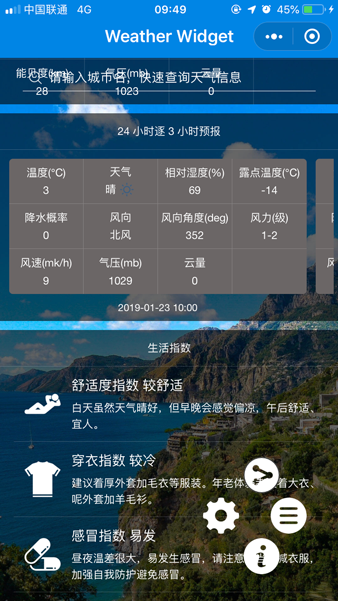 中国联通 4G 09:49 45%
Weather Widget
能见度(km) 气压(mb) 云量
请输入城市名，快速查询天气信息
28 1023 0
24 小时逐 3 小时预报
温度(°C) 天气 相对湿度(%) 露点温度(°C)
3 晴 69 -14
降水概率 风向 风向角度(deg) 风力(级)
0 北风 352 1-2
风速(mk/h) 气压(mb) 云量
9 1029 0
2019-01-23 10:00
生活指数
舒适度指数 较舒适
白天虽然天气晴好，但早晚会感觉偏凉，午后舒适、
宜人。
穿衣指数 较冷
建议着厚外套加毛衣等服装。年老体 着大衣、
呢外套加羊毛衫。
感冒指数 易发
昼夜温差很大，易发生感冒，请注意 减衣服，
加强自我防护避免感冒。